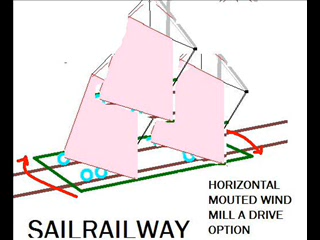 HORIZONTAL
MOUTED WIND
MILL A DRIVE
OPTION
SAILRAILWAY